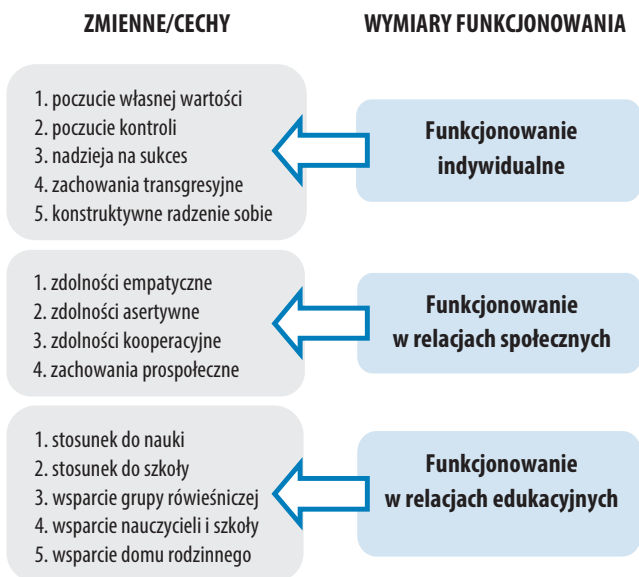 ZMIENNE/CECHY
WYMIARY FUNKCJONOWANIA
1. poczucie własnej wartości
2. poczucie kontroli
3. nadzieja na sukces
4. zachowania transgresyjne
5. konstruktywne radzenie sobie
Funkcjonowanie
indywidualne
1. zdolności empatyczne
2. zdolności asertywne
3. zdolności kooperacyjne
4. zachowania prospołeczne
Funkcjonowanie
w relacjach społecznych
1. stosunek do nauki
2. stosunek do szkoły
3. wsparcie grupy rówieśniczej
4. wsparcie nauczycieli i szkoły
5. wsparcie domu rodzinnego
Funkcjonowanie
w relacjach edukacyjnych